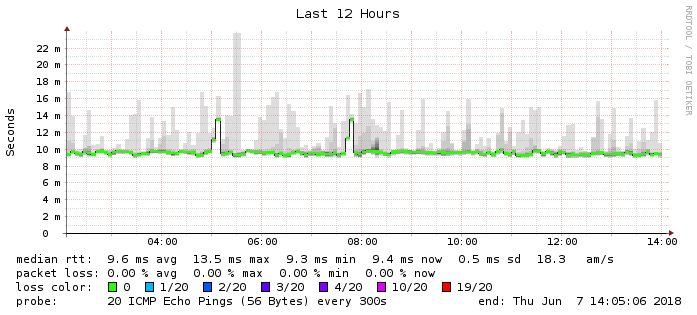 Last 12 Hours
RRDTOOL / TOBI OETIKER
Seconds
22 m
20 m
18 m
16 m
14 m
12 m
10 m
8 m
6 m
4 m
2 m
0
04:00 06:00 08:00 10:00 12:00 14:00
median rtt: 9.6 ms avg 13.5 ms max 9.3 ms min 9.4 ms now 0.5 ms sd 18.3 am/s
packet loss: 0.00 % avg 0.00 % max 0.00 % min 0.00 % now
loss color: 0 1/20 2/20 3/20 4/20 10/20 19/20
probe: 20 ICMP Echo Pings (56 Bytes) every 300s end: Thu Jun 7 14:05:06 2018